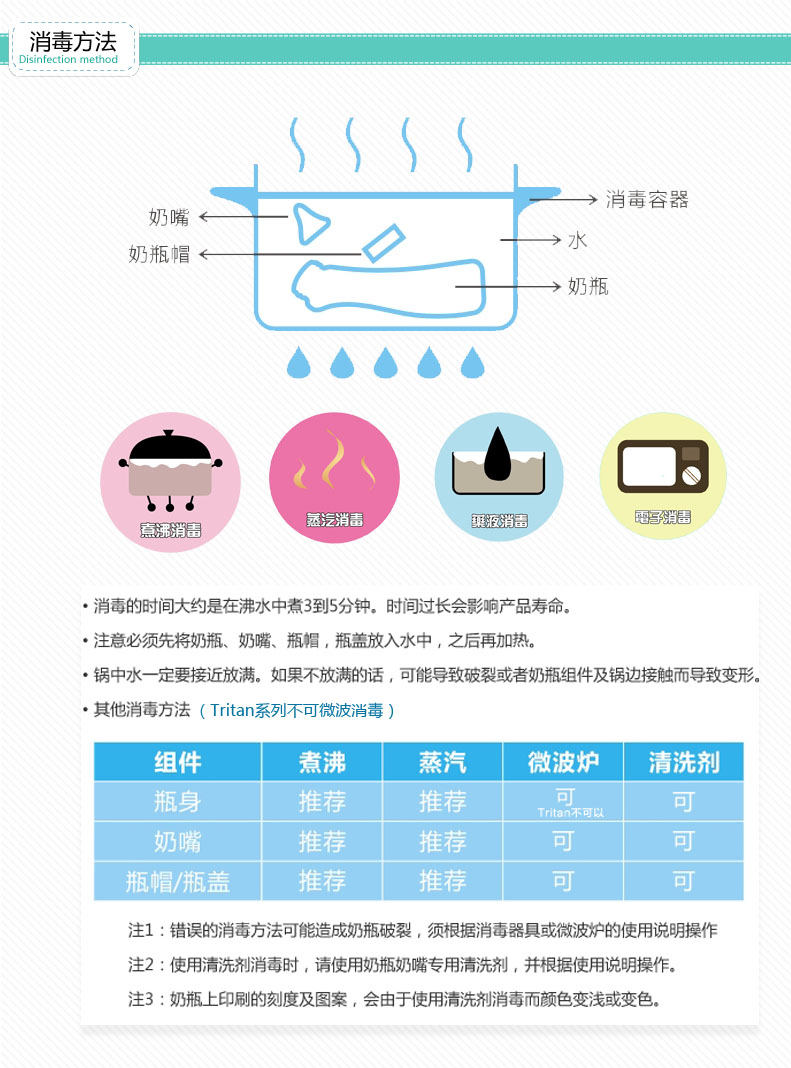 消毒方法
Disinfection method
奶嘴
消毒容器
奶瓶帽
水
奶瓶
煮沸消毒
蒸汽消毒
藥液消毒
電子消毒
• 消毒的时间大约是在沸水中煮3到5分钟。时间过长会影响产品寿命。
• 注意必须先将奶瓶、奶嘴、瓶帽，瓶盖放入水中，之后再加热。
• 锅中水一定要接近放满。如果不放满的话，可能导致破裂或者奶瓶组件及锅边接触而导致变形。
• 其他消毒方法（Tritan系列不可微波消毒）
组件 煮沸 蒸汽 微波炉 清洗剂
瓶身 推荐 推荐 可 可
Tritan不可以
奶嘴 推荐 推荐 可 可
瓶帽/瓶盖 推荐 推荐 可 可
注1：错误的消毒方法可能造成奶瓶破裂，须根据消毒器具或微波炉的使用说明操作
注2：使用清洗剂消毒时，请使用奶瓶奶嘴专用清洗剂，并根据使用说明操作。
注3：奶瓶上印刷的刻度及图案，会由于使用清洗剂消毒而颜色变浅或变色。